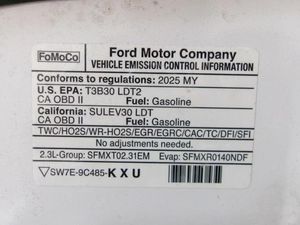 FoMoCo
Ford Motor Company
VEHICLE EMISSION CONTROL INFORMATION
Conforms to regulations: 2025 MY
U.S. EPA: T3B30 LDT2
CA OBD II Fuel: Gasoline
California: SULEV30 LDT
CA OBD II Fuel: Gasoline
TWC/HO2S/WR-HO2S/EGR/EGRC/CAC/TC/DFI/SFI
No adjustments needed.
2.3L-Group: SFMXT02.31EM Evap: SFMXR0140NDF
SW7E-9C485-KXU